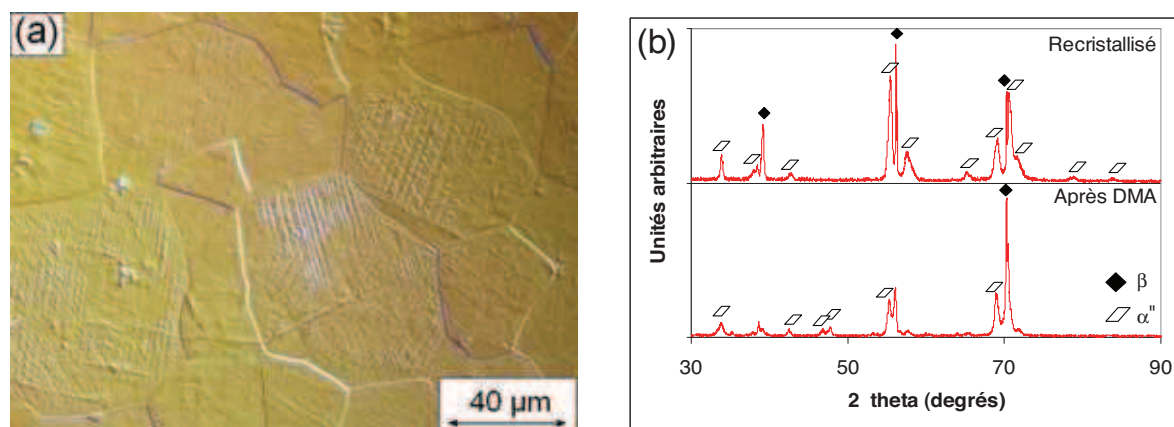 (a)
40 µm
(b)
Recristallisé
Après DMA
β
α"
Unités arbitraires
30
50
70
90
2 theta (degrés)